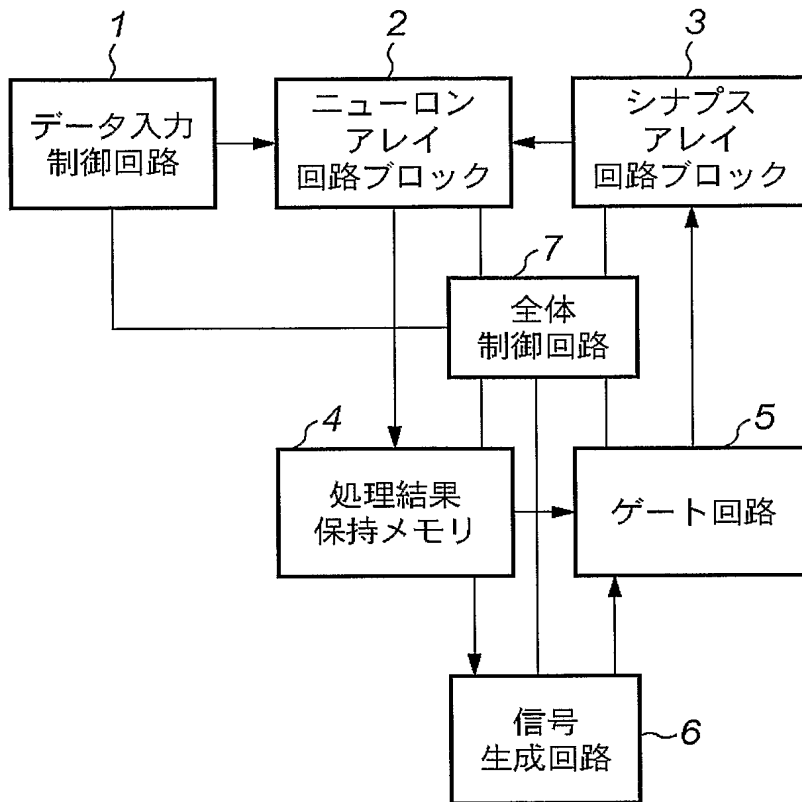 1
データ入力
制御回路
2
ニューロン
アレイ
回路ブロック
3
シナプス
アレイ
回路ブロック
7
全体
制御回路
4
処理結果
保持メモリ
5
ゲート回路
信号
生成回路
6